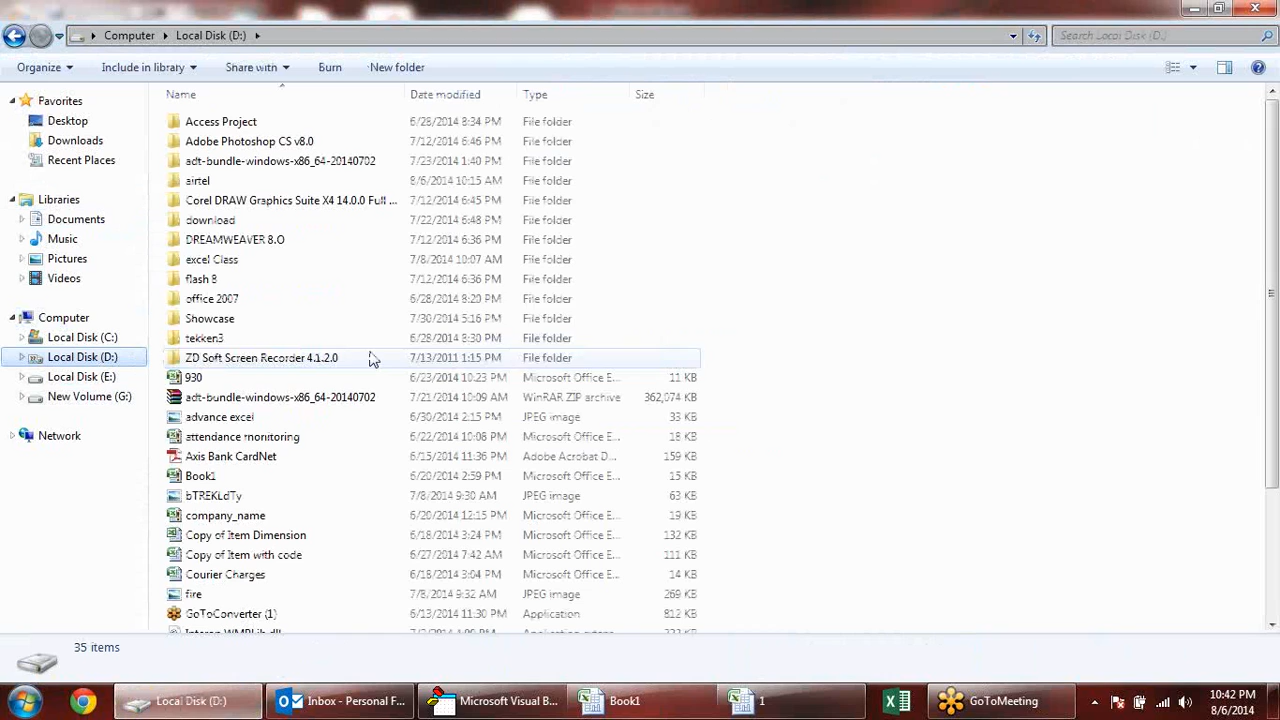 Computer Local Disk (D:) Search Local Disk (D:)
Organize Include in library Share with Burn New folder
Name Date modified Type Size
Favorites
Desktop
Downloads
Recent Places
Libraries
Documents
Music
Pictures
Videos
Computer
Local Disk (C:)
Local Disk (D:)
Local Disk (E:)
New Volume (G:)
Network
Access Project 6/28/2014 8:34 PM File folder
Adobe Photoshop CS v8.0 7/12/2014 6:46 PM File folder
adt-bundle-windows-x86_64-20140702 7/23/2014 1:40 PM File folder
airtel 8/6/2014 10:15 AM File folder
Corel DRAW Graphics Suite X4 14.0.0 Full ... 7/12/2014 6:45 PM File folder
download 7/22/2014 6:48 PM File folder
DREAMWEAVER 8.O 7/12/2014 6:36 PM File folder
excel Class 7/8/2014 10:07 AM File folder
flash 8 7/12/2014 6:36 PM File folder
office 2007 6/28/2014 8:20 PM File folder
Showcase 7/30/2014 5:16 PM File folder
tekken3 6/28/2014 8:30 PM File folder
ZD Soft Screen Recorder 4.1.2.0 7/13/2011 1:15 PM File folder
930 6/23/2014 10:23 PM Microsoft Office E... 11 KB
adt-bundle-windows-x86_64-20140702 7/21/2014 10:09 AM WinRAR ZIP archive 362,074 KB
advance excel 6/30/2014 2:15 PM JPEG image 33 KB
attendance monitoring 6/22/2014 10:08 PM Microsoft Office E... 18 KB
Axis Bank CardNet 6/15/2014 11:36 PM Adobe Acrobat D... 159 KB
Book1 6/20/2014 2:59 PM Microsoft Office E... 15 KB
bTREKLdTy 7/8/2014 9:30 AM JPEG image 63 KB
company_name 6/20/2014 12:15 PM Microsoft Office E... 19 KB
Copy of Item Dimension 6/18/2014 3:24 PM Microsoft Office E... 132 KB
Copy of Item with code 6/27/2014 7:42 AM Microsoft Office E... 111 KB
Courier Charges 6/18/2014 3:04 PM Microsoft Office E... 14 KB
fire 7/8/2014 9:32 AM JPEG image 269 KB
GoToConverter (1) 6/13/2014 11:30 PM Application 812 KB
35 items
Local Disk (D:) Inbox - Personal F... Microsoft Visual B... Book1 1 GoToMeeting 10:42 PM
8/6/2014